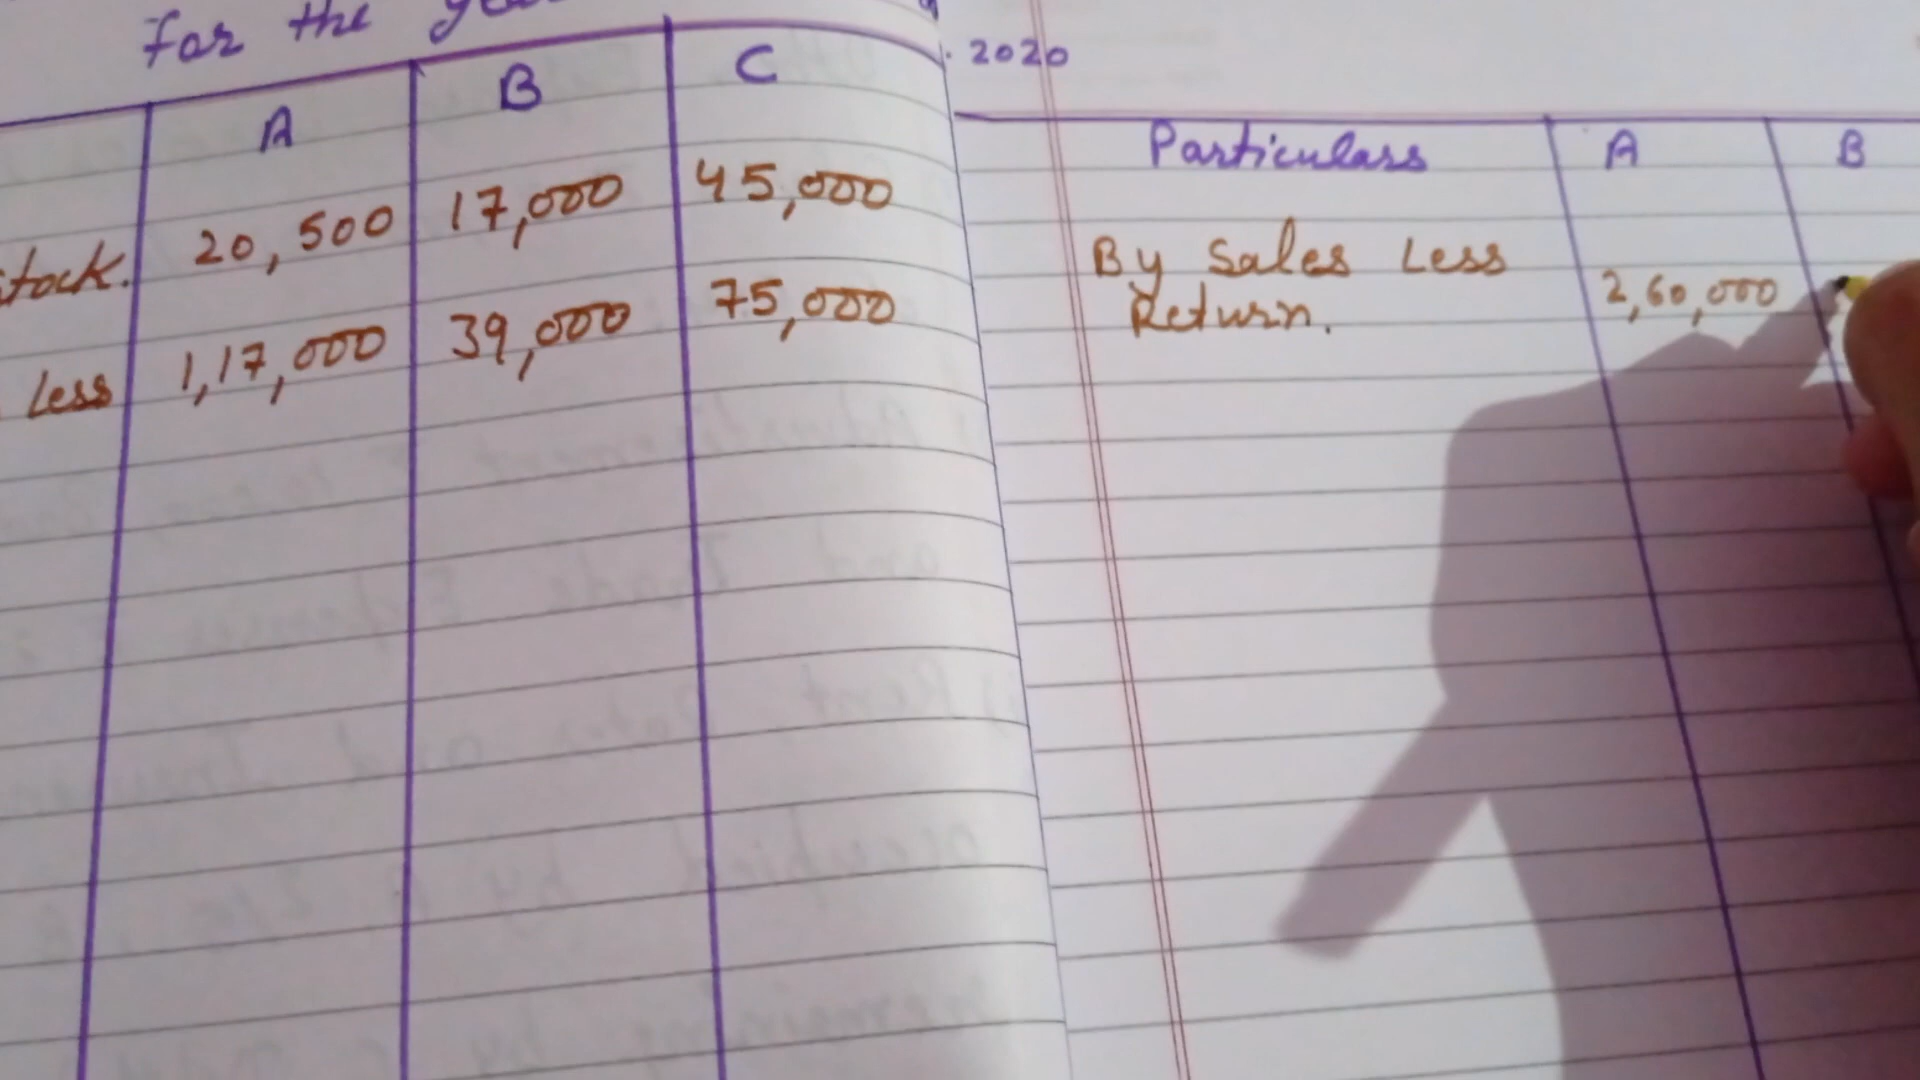 For the
A B C
stock. 20,500 17,000 45,000
Less 1,17,000 39,000 75,000
. 2020
Particulars A B
By Sales Less
Return. 2,60,000